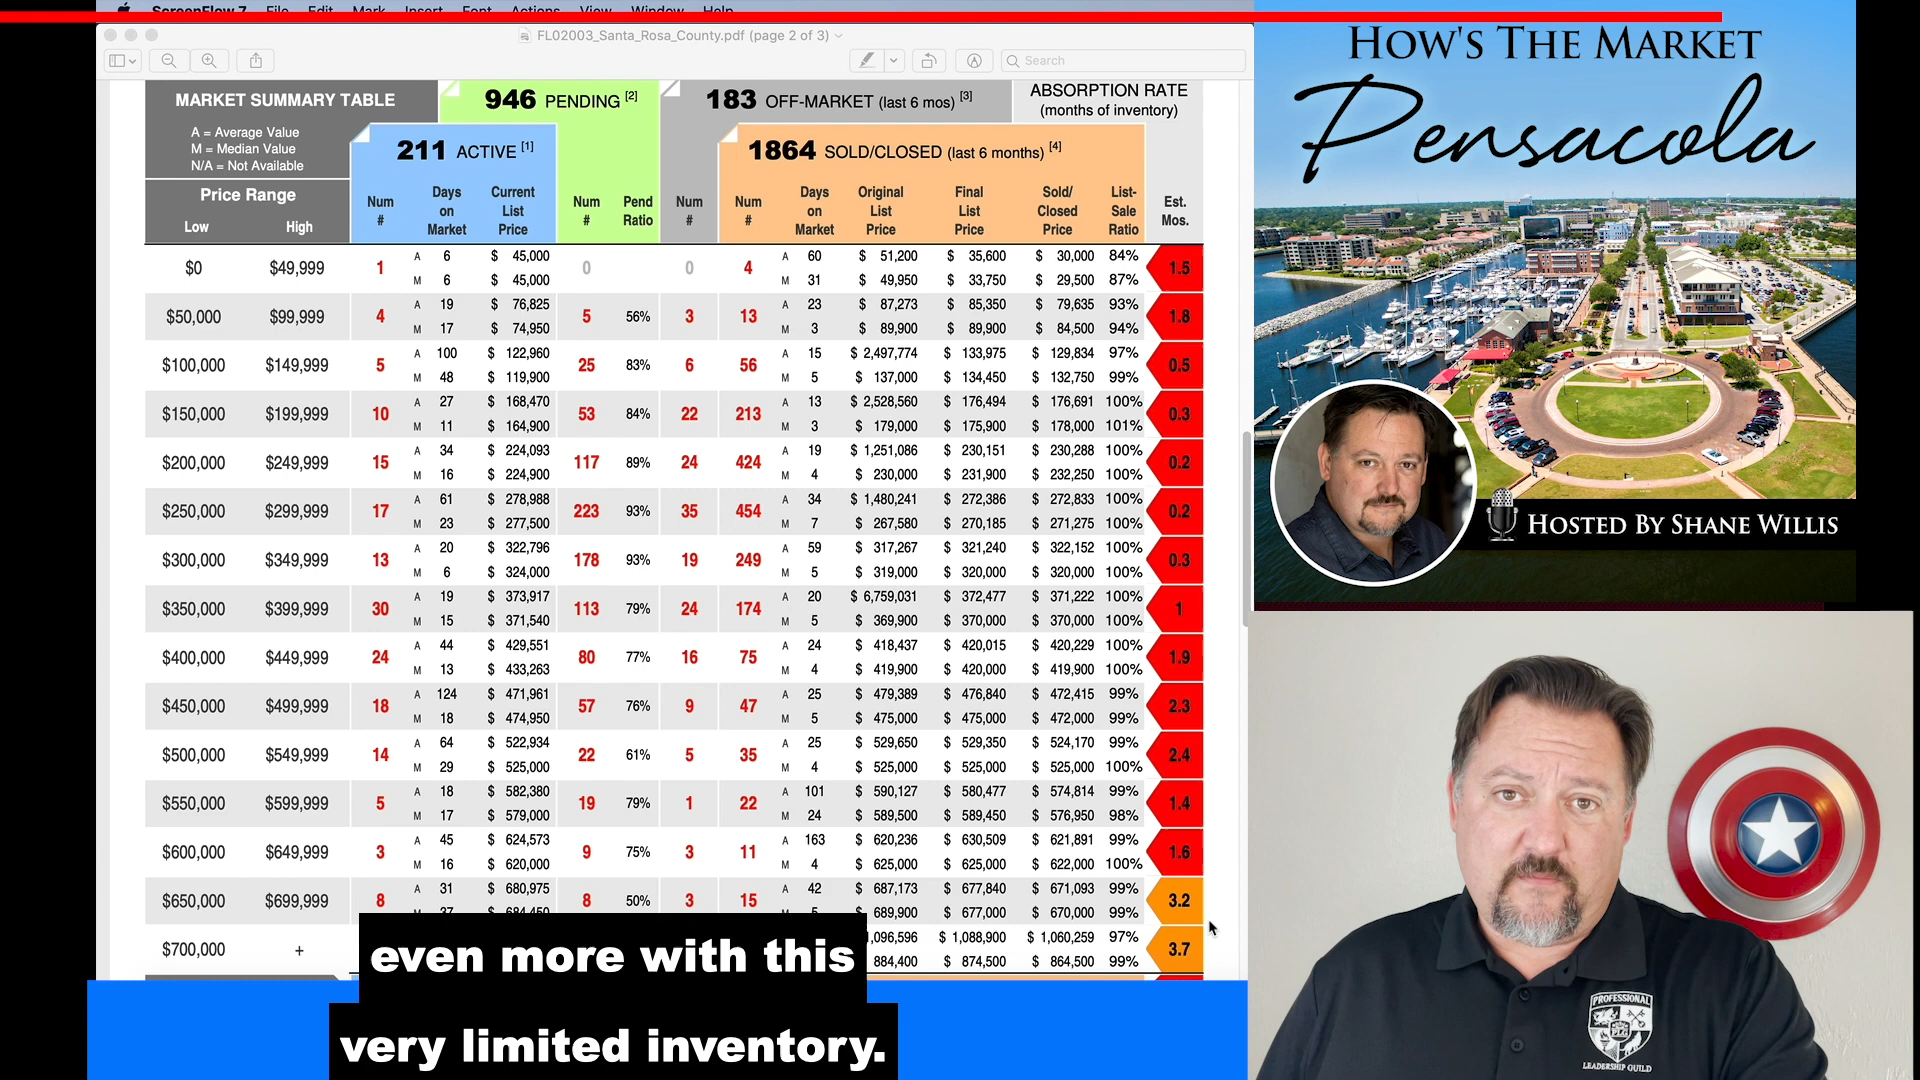 ScreenFlow 7 File Edit Mark Insert Font Actions View Window Help
FL02003_Santa_Rosa_County.pdf (page 2 of 3)
Search
MARKET SUMMARY TABLE
A = Average Value
M = Median Value
N/A = Not Available
946 PENDING [2]
183 OFF-MARKET (last 6 mos) [3]
ABSORPTION RATE
(months of inventory)
211 ACTIVE [1]
1864 SOLD/CLOSED (last 6 months) [4]
Price Range
Low High
Num # Days on Market Current List Price Num # Pend Ratio Num # Num # Days on Market Original List Price Final List Price Sold/ Closed Price List- Sale Ratio Est. Mos.
$0 $49,999 1 A 6 $ 45,000 0 0 4 A 60 $ 51,200 $ 35,600 $ 30,000 84% 1.5
M 6 $ 45,000 M 31 $ 49,950 $ 33,750 $ 29,500 87%
$50,000 $99,999 4 A 19 $ 76,825 5 56% 3 13 A 23 $ 87,273 $ 85,350 $ 79,635 93% 1.8
M 17 $ 74,950 M 3 $ 89,900 $ 89,900 $ 84,500 94%
$100,000 $149,999 5 A 100 $ 122,960 25 83% 6 56 A 15 $ 2,497,774 $ 133,975 $ 129,834 97% 0.5
M 48 $ 119,900 M 5 $ 137,000 $ 134,450 $ 132,750 99%
$150,000 $199,999 10 A 27 $ 168,470 53 84% 22 213 A 13 $ 2,528,560 $ 176,494 $ 176,691 100% 0.3
M 11 $ 164,900 M 3 $ 179,000 $ 175,900 $ 178,000 101%
$200,000 $249,999 15 A 34 $ 224,093 117 89% 24 424 A 19 $ 1,251,086 $ 230,151 $ 230,288 100% 0.2
M 16 $ 224,900 M 4 $ 230,000 $ 231,900 $ 232,250 100%
$250,000 $299,999 17 A 61 $ 278,988 223 93% 35 454 A 34 $ 1,480,241 $ 272,386 $ 272,833 100% 0.2
M 23 $ 277,500 M 7 $ 267,580 $ 270,185 $ 271,275 100%
$300,000 $349,999 13 A 20 $ 322,796 178 93% 19 249 A 59 $ 317,267 $ 321,240 $ 322,152 100% 0.3
M 6 $ 324,000 M 5 $ 319,000 $ 320,000 $ 320,000 100%
$350,000 $399,999 30 A 19 $ 373,917 113 79% 24 174 A 20 $ 6,759,031 $ 372,477 $ 371,222 100% 1
M 15 $ 371,540 M 5 $ 369,900 $ 370,000 $ 370,000 100%
$400,000 $449,999 24 A 44 $ 429,551 80 77% 16 75 A 24 $ 418,437 $ 420,015 $ 420,229 100% 1.9
M 13 $ 433,263 M 4 $ 419,900 $ 420,000 $ 419,900 100%
$450,000 $499,999 18 A 124 $ 471,961 57 76% 9 47 A 25 $ 479,389 $ 476,840 $ 472,415 99% 2.3
M 18 $ 474,950 M 5 $ 475,000 $ 475,000 $ 472,000 99%
$500,000 $549,999 14 A 64 $ 522,934 22 61% 5 35 A 25 $ 529,650 $ 529,350 $ 524,170 99% 2.4
M 29 $ 525,000 M 4 $ 525,000 $ 525,000 $ 525,000 100%
$550,000 $599,999 5 A 18 $ 582,380 19 79% 1 22 A 101 $ 590,127 $ 580,477 $ 574,814 99% 1.4
M 17 $ 579,000 M 24 $ 589,500 $ 589,450 $ 576,950 98%
$600,000 $649,999 3 A 45 $ 624,573 9 75% 3 11 A 163 $ 620,236 $ 630,509 $ 621,891 99% 1.6
M 16 $ 620,000 M 4 $ 625,000 $ 625,000 $ 622,000 100%
$650,000 $699,999 8 A 31 $ 680,975 8 50% 3 15 A 42 $ 687,173 $ 677,840 $ 671,093 99% 3.2
$ 689,900 $ 677,000 $ 670,000 99%
$700,000 + ,096,596 $ 1,088,900 $ 1,060,259 97% 3.7
884,400 $ 874,500 $ 864,500 99%
even more with this
very limited inventory.
HOW'S THE MARKET
Pensacola
HOSTED BY SHANE WILLIS
PROFESSIONAL
PLG
LEADERSHIP GUILD